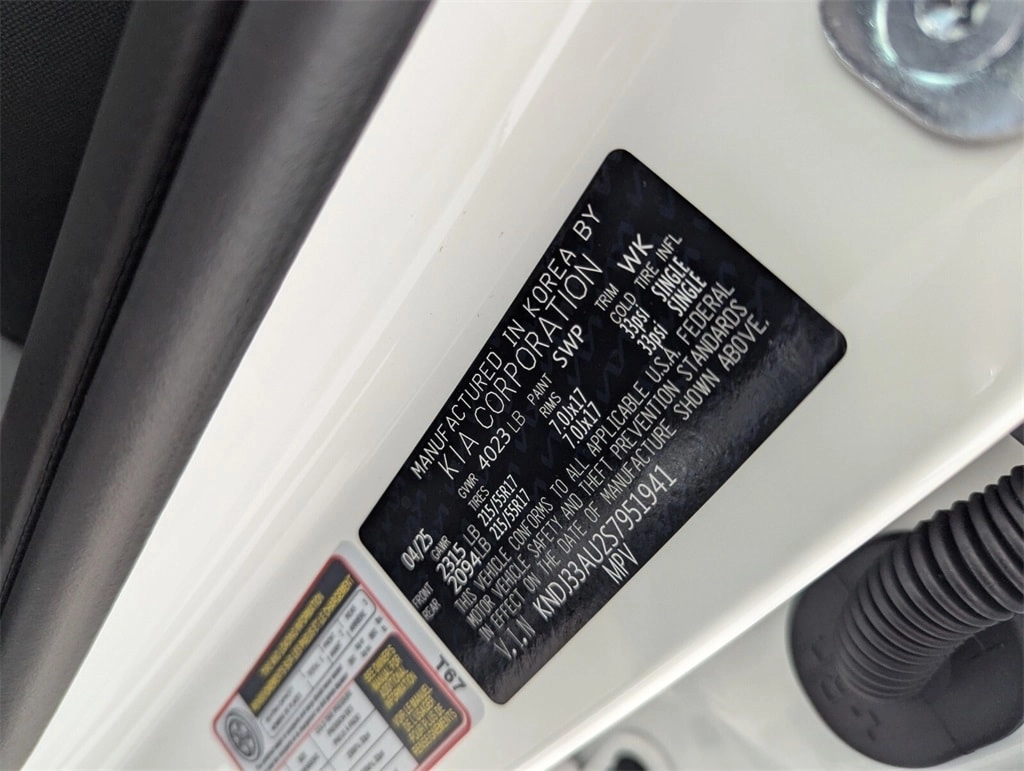 MANUFACTURED IN KOREA BY
KIA CORPORATION
04/25 GVWR 4023 LB PAINT SWP TRIM WK
GAWR TIRES RIMS COLD TIRE INFL
FRONT 2315 LB 215/55R17 7.0Jx17 33psi SINGLE
REAR 2094LB 215/55R17 7.0Jx17 33psi SINGLE
THIS VEHICLE CONFORMS TO ALL APPLICABLE U.S.A. FEDERAL
MOTOR VEHICLE SAFETY AND THEFT PREVENTION STANDARDS
IN EFFECT ON THE DATE OF MANUFACTURE SHOWN ABOVE.
V.I.N KNDJ33AU2S7951941
MPV
T67